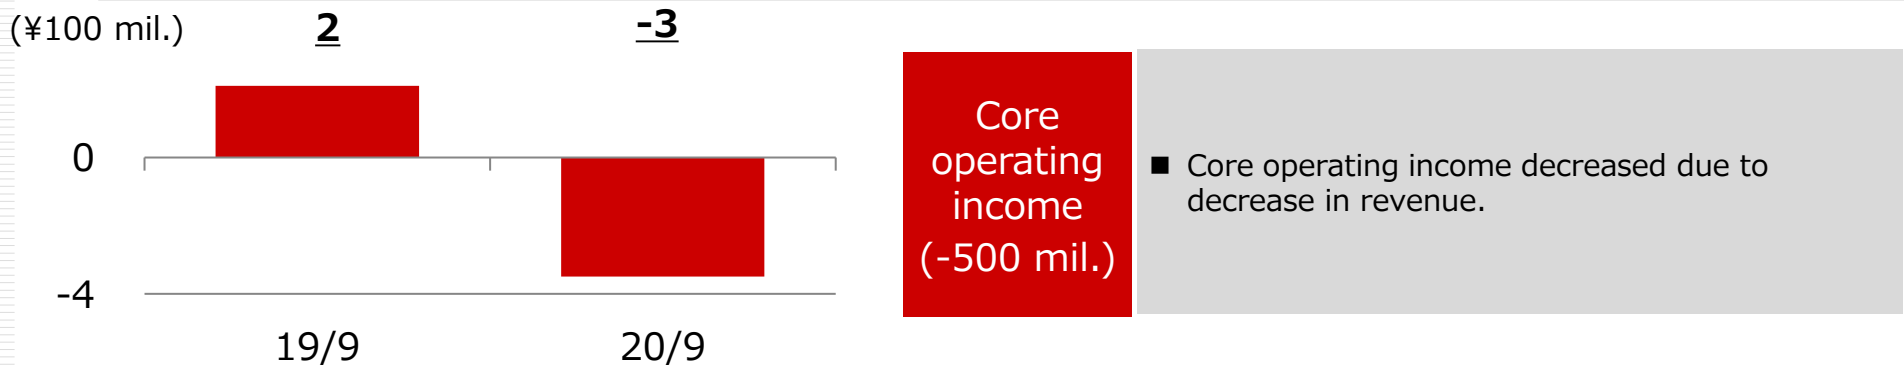 (¥100 mil.)
2
-3
0
-4
19/9
20/9
Core
operating
income
(-500 mil.)
■ Core operating income decreased due to
decrease in revenue.